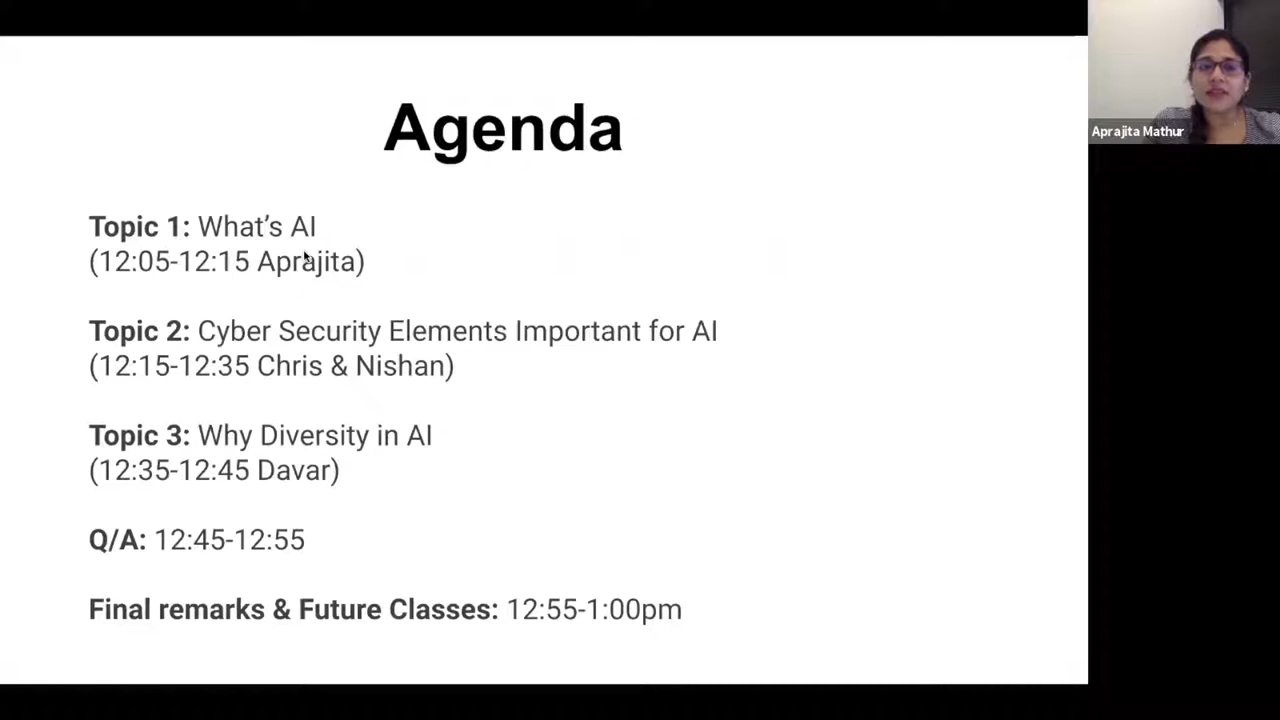 Agenda
Topic 1: What’s AI
(12:05-12:15 Aprajita)
Topic 2: Cyber Security Elements Important for AI
(12:15-12:35 Chris & Nishan)
Topic 3: Why Diversity in AI
(12:35-12:45 Davar)
Q/A: 12:45-12:55
Final remarks & Future Classes: 12:55-1:00pm
Aprajita Mathur